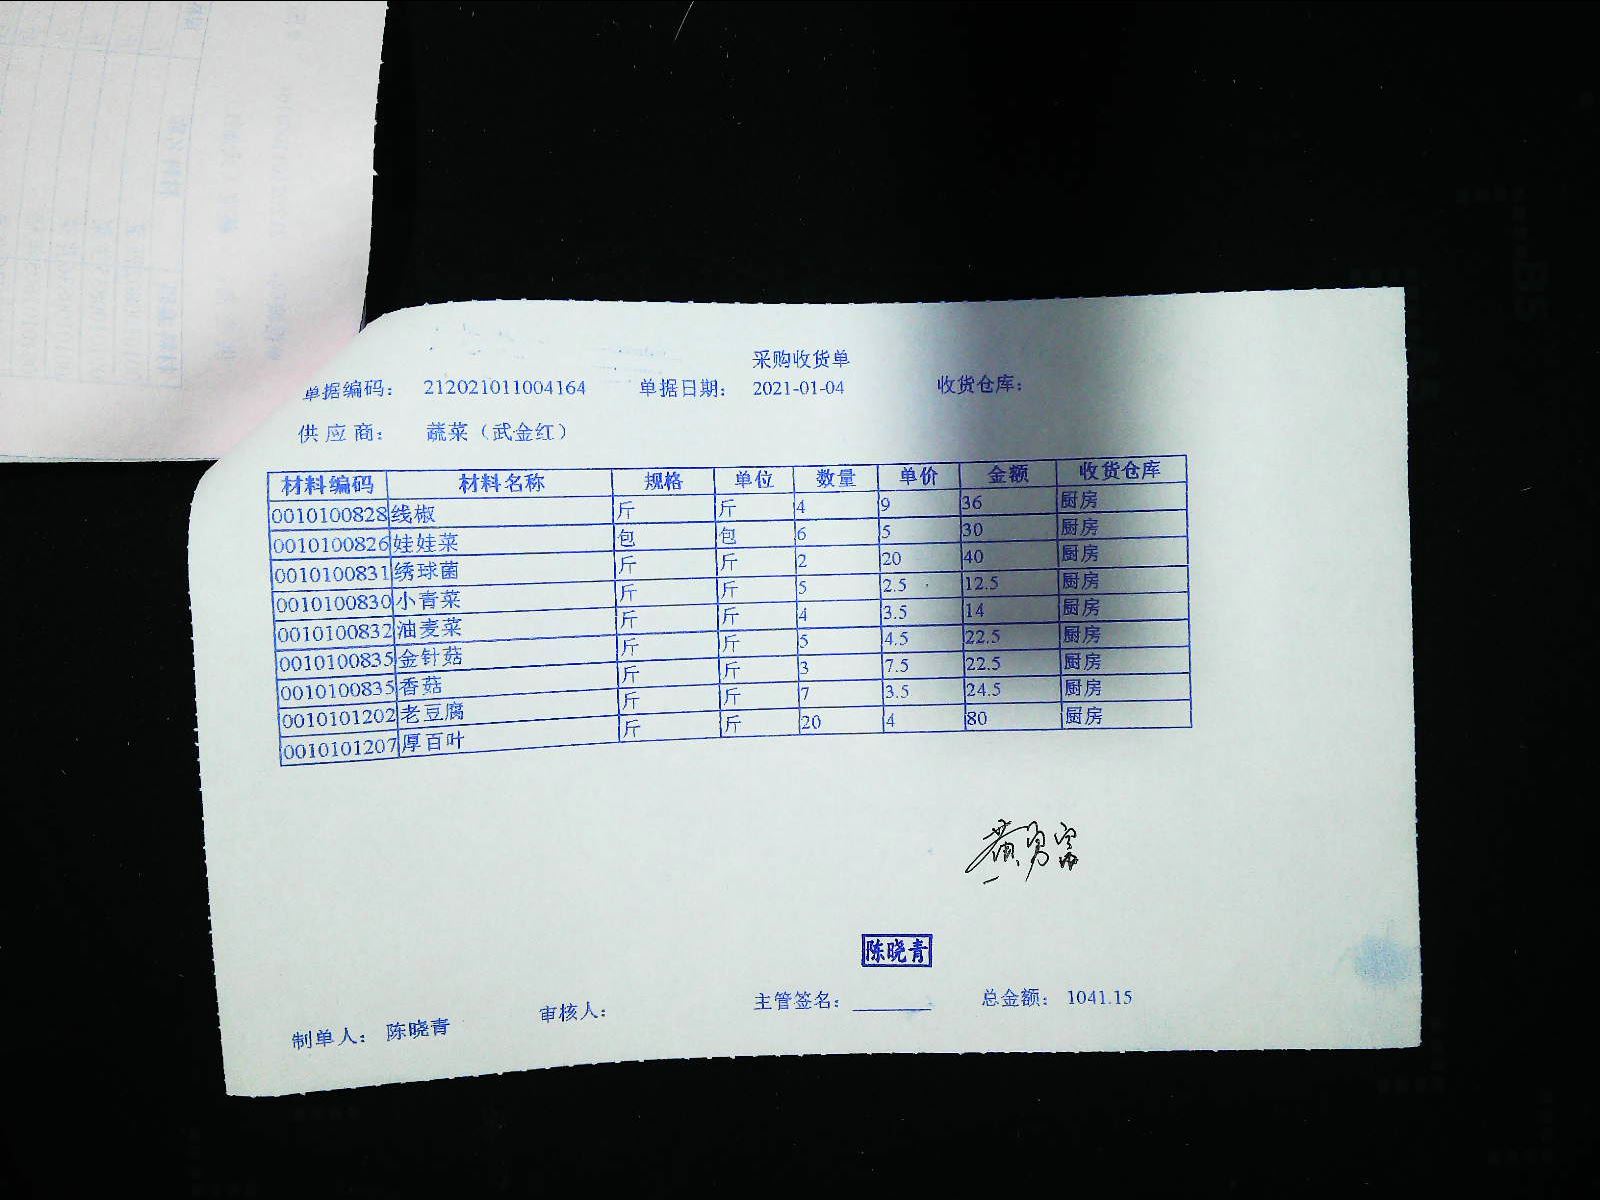 采购收货单
单据编码： 212021011004164 单据日期： 2021-01-04 收货仓库：
供应商： 蔬菜（武金红）
材料编码 材料名称 规格 单位 数量 单价 金额 收货仓库
0010100828 线椒 斤 斤 4 9 36 厨房
0010100826 娃娃菜 包 包 6 5 30 厨房
0010100831 绣球菌 斤 斤 2 20 40 厨房
0010100830 小青菜 斤 斤 5 2.5 12.5 厨房
0010100832 油麦菜 斤 斤 4 3.5 14 厨房
0010100835 金针菇 斤 斤 5 4.5 22.5 厨房
0010100835 香菇 斤 斤 3 7.5 22.5 厨房
0010101202 老豆腐 斤 斤 7 3.5 24.5 厨房
0010101207 厚百叶 斤 斤 20 4 80 厨房
黄勇富
陈晓青
制单人： 陈晓青 审核人： 主管签名： 总金额： 1041.15